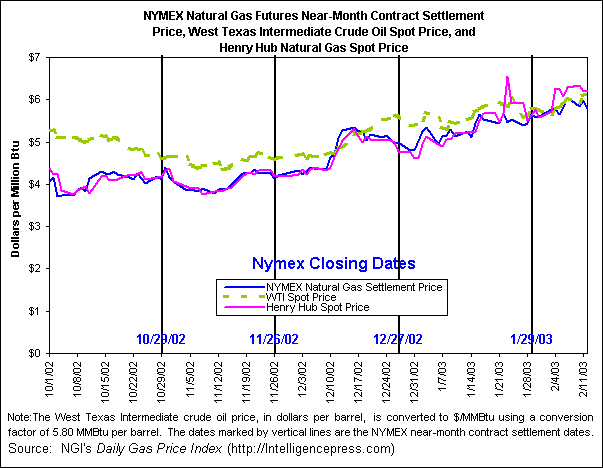 NYMEX Natural Gas Futures Near-Month Contract Settlement
Price, West Texas Intermediate Crude Oil Spot Price, and
Henry Hub Natural Gas Spot Price
Dollars per Million Btu
$7
$6
$5
$4
$3
$2
$1
$0
Nymex Closing Dates
NYMEX Natural Gas Settlement Price
WTI Spot Price
Henry Hub Spot Price
10/29/02 11/26/02 12/27/02 1/29/03
10/1/02 10/8/02 10/15/02 10/22/02 10/29/02 11/5/02 11/12/02 11/19/02 11/26/02 12/3/02 12/10/02 12/17/02 12/24/02 12/31/02 1/7/03 1/14/03 1/21/03 1/28/03 2/4/03 2/11/03
Note:The West Texas Intermediate crude oil price, in dollars per barrel, is converted to $/MMBtu using a conversion
factor of 5.80 MMBtu per barrel. The dates marked by vertical lines are the NYMEX near-month contract settlement dates.
Source: NGI's Daily Gas Price Index (http://Intelligencepress.com)